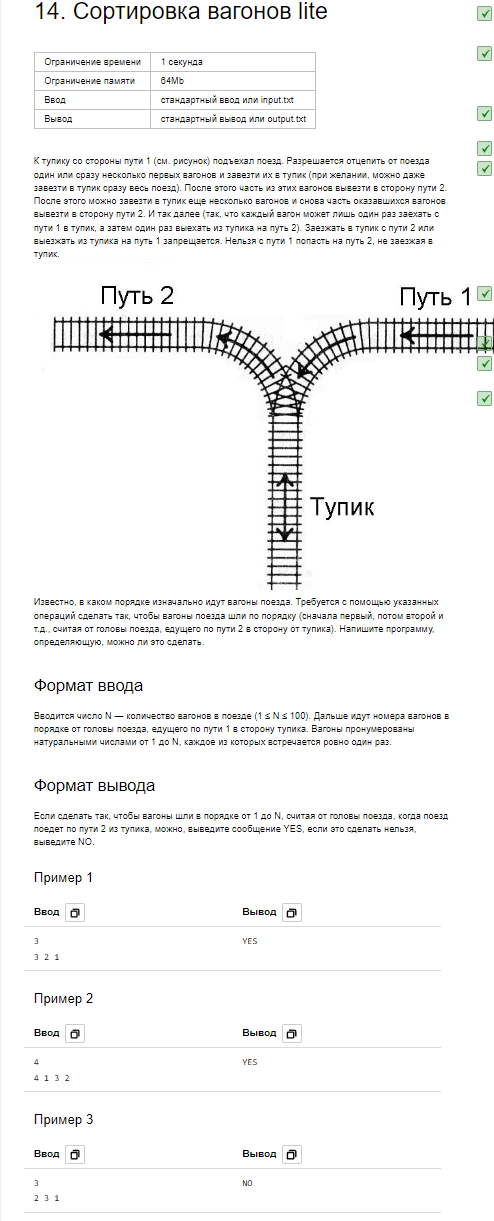 14. Сортировка вагонов lite
Ограничение времени 1 секунда
Ограничение памяти 64Mb
Ввод стандартный ввод или input.txt
Вывод стандартный вывод или output.txt
К тупику со стороны пути 1 (см. рисунок) подъехал поезд. Разрешается отцепить от поезда
один или сразу несколько первых вагонов и завезти их в тупик (при желании, можно даже
завезти в тупик сразу весь поезд). После этого часть из этих вагонов вывезти в сторону пути 2.
После этого можно завезти в тупик еще несколько вагонов и снова часть оказавшихся вагонов
вывезти в сторону пути 2. И так далее (так, что каждый вагон может лишь один раз заехать с
пути 1 в тупик, а затем один раз выехать из тупика на путь 2). Заезжать в тупик с пути 2 или
выезжать из тупика на путь 1 запрещается. Нельзя с пути 1 попасть на путь 2, не заезжая в
тупик.
Путь 2 Путь 1
Тупик
Известно, в каком порядке изначально идут вагоны поезда. Требуется с помощью указанных
операций сделать так, чтобы вагоны поезда шли по порядку (сначала первый, потом второй и
т.д., считая от головы поезда, едущего по пути 2 в сторону от тупика). Напишите программу,
определяющую, можно ли это сделать.
Формат ввода
Вводится число N — количество вагонов в поезде (1 ≤ N ≤ 100). Дальше идут номера вагонов в
порядке от головы поезда, едущего по пути 1 в сторону тупика. Вагоны пронумерованы
натуральными числами от 1 до N, каждое из которых встречается ровно один раз.
Формат вывода
Если сделать так, чтобы вагоны шли в порядке от 1 до N, считая от головы поезда, когда поезд
поедет по пути 2 из тупика, можно, выведите сообщение YES, если это сделать нельзя,
выведите NO.
Пример 1
Ввод Вывод
3 YES
3 2 1
Пример 2
Ввод Вывод
4 YES
4 1 3 2
Пример 3
Ввод Вывод
3 NO
2 3 1